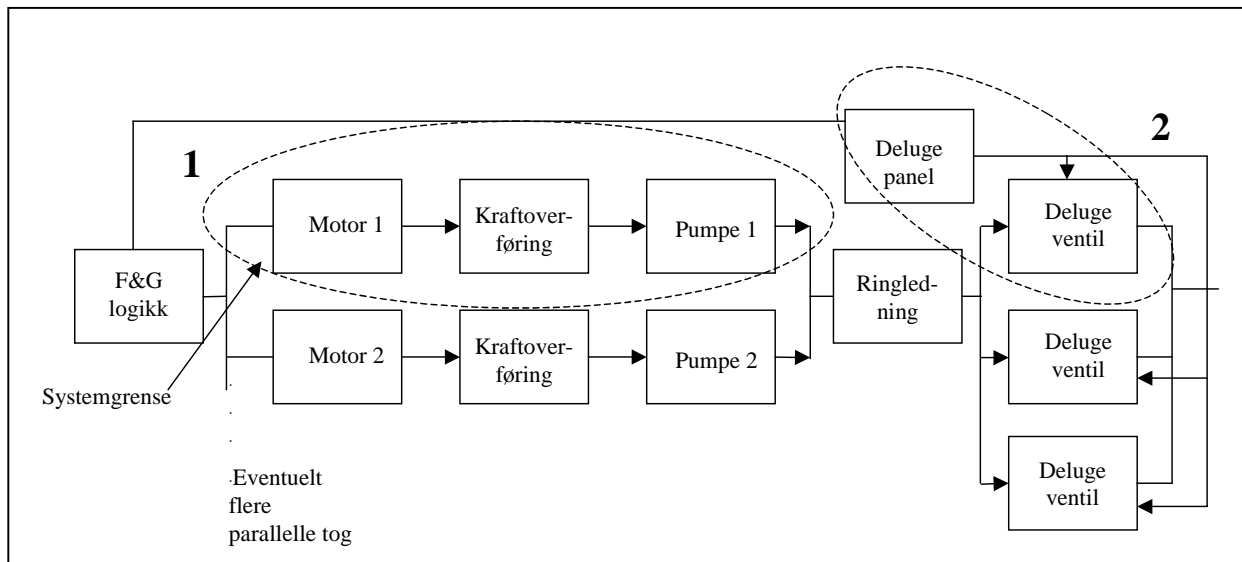 1
2
Deluge
panel
Motor 1
Kraftover-
føring
Pumpe 1
Deluge
ventil
F&G
logikk
Ringled-
ning
Motor 2
Kraftover-
føring
Pumpe 2
Deluge
ventil
Systemgrense
Eventuelt
flere
parallelle tog
Deluge
ventil